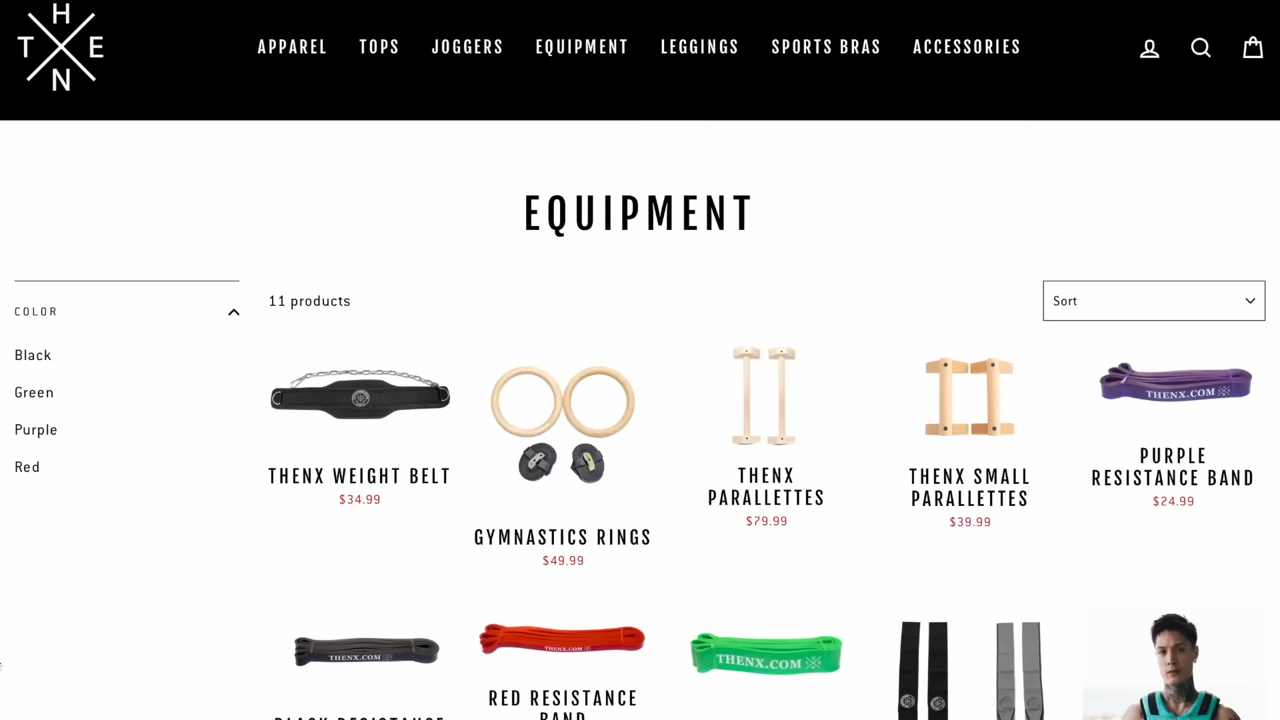 H
T E
N
APPAREL TOPS JOGGERS EQUIPMENT LEGGINGS SPORTS BRAS ACCESSORIES
EQUIPMENT
COLOR
Black
Green
Purple
Red
11 products
Sort
THENX WEIGHT BELT
$34.99
GYMNASTICS RINGS
$49.99
THENX
PARALLETTES
$79.99
THENX SMALL
PARALLETTES
$39.99
THENX.COM
PURPLE
RESISTANCE BAND
$24.99
THENX.COM
BLACK RESISTANCE
THENX.COM
RED RESISTANCE
BAND
THENX.COM